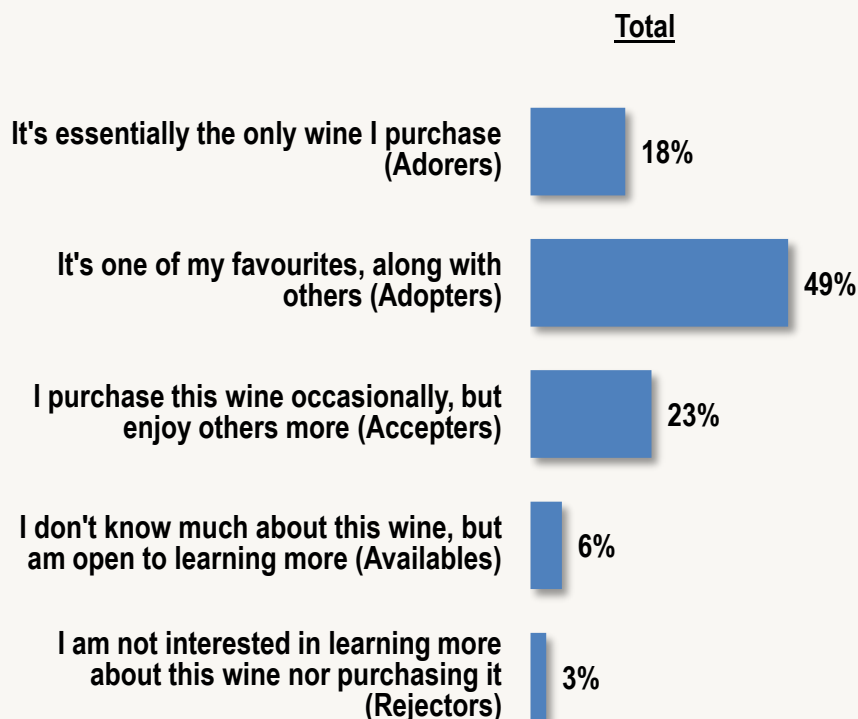 Total
It's essentially the only wine I purchase
(Adorers)
18%
It's one of my favourites, along with
others (Adopters)
49%
I purchase this wine occasionally, but
enjoy others more (Accepters)
23%
I don't know much about this wine, but
am open to learning more (Availables)
6%
I am not interested in learning more
about this wine nor purchasing it
(Rejectors)
3%